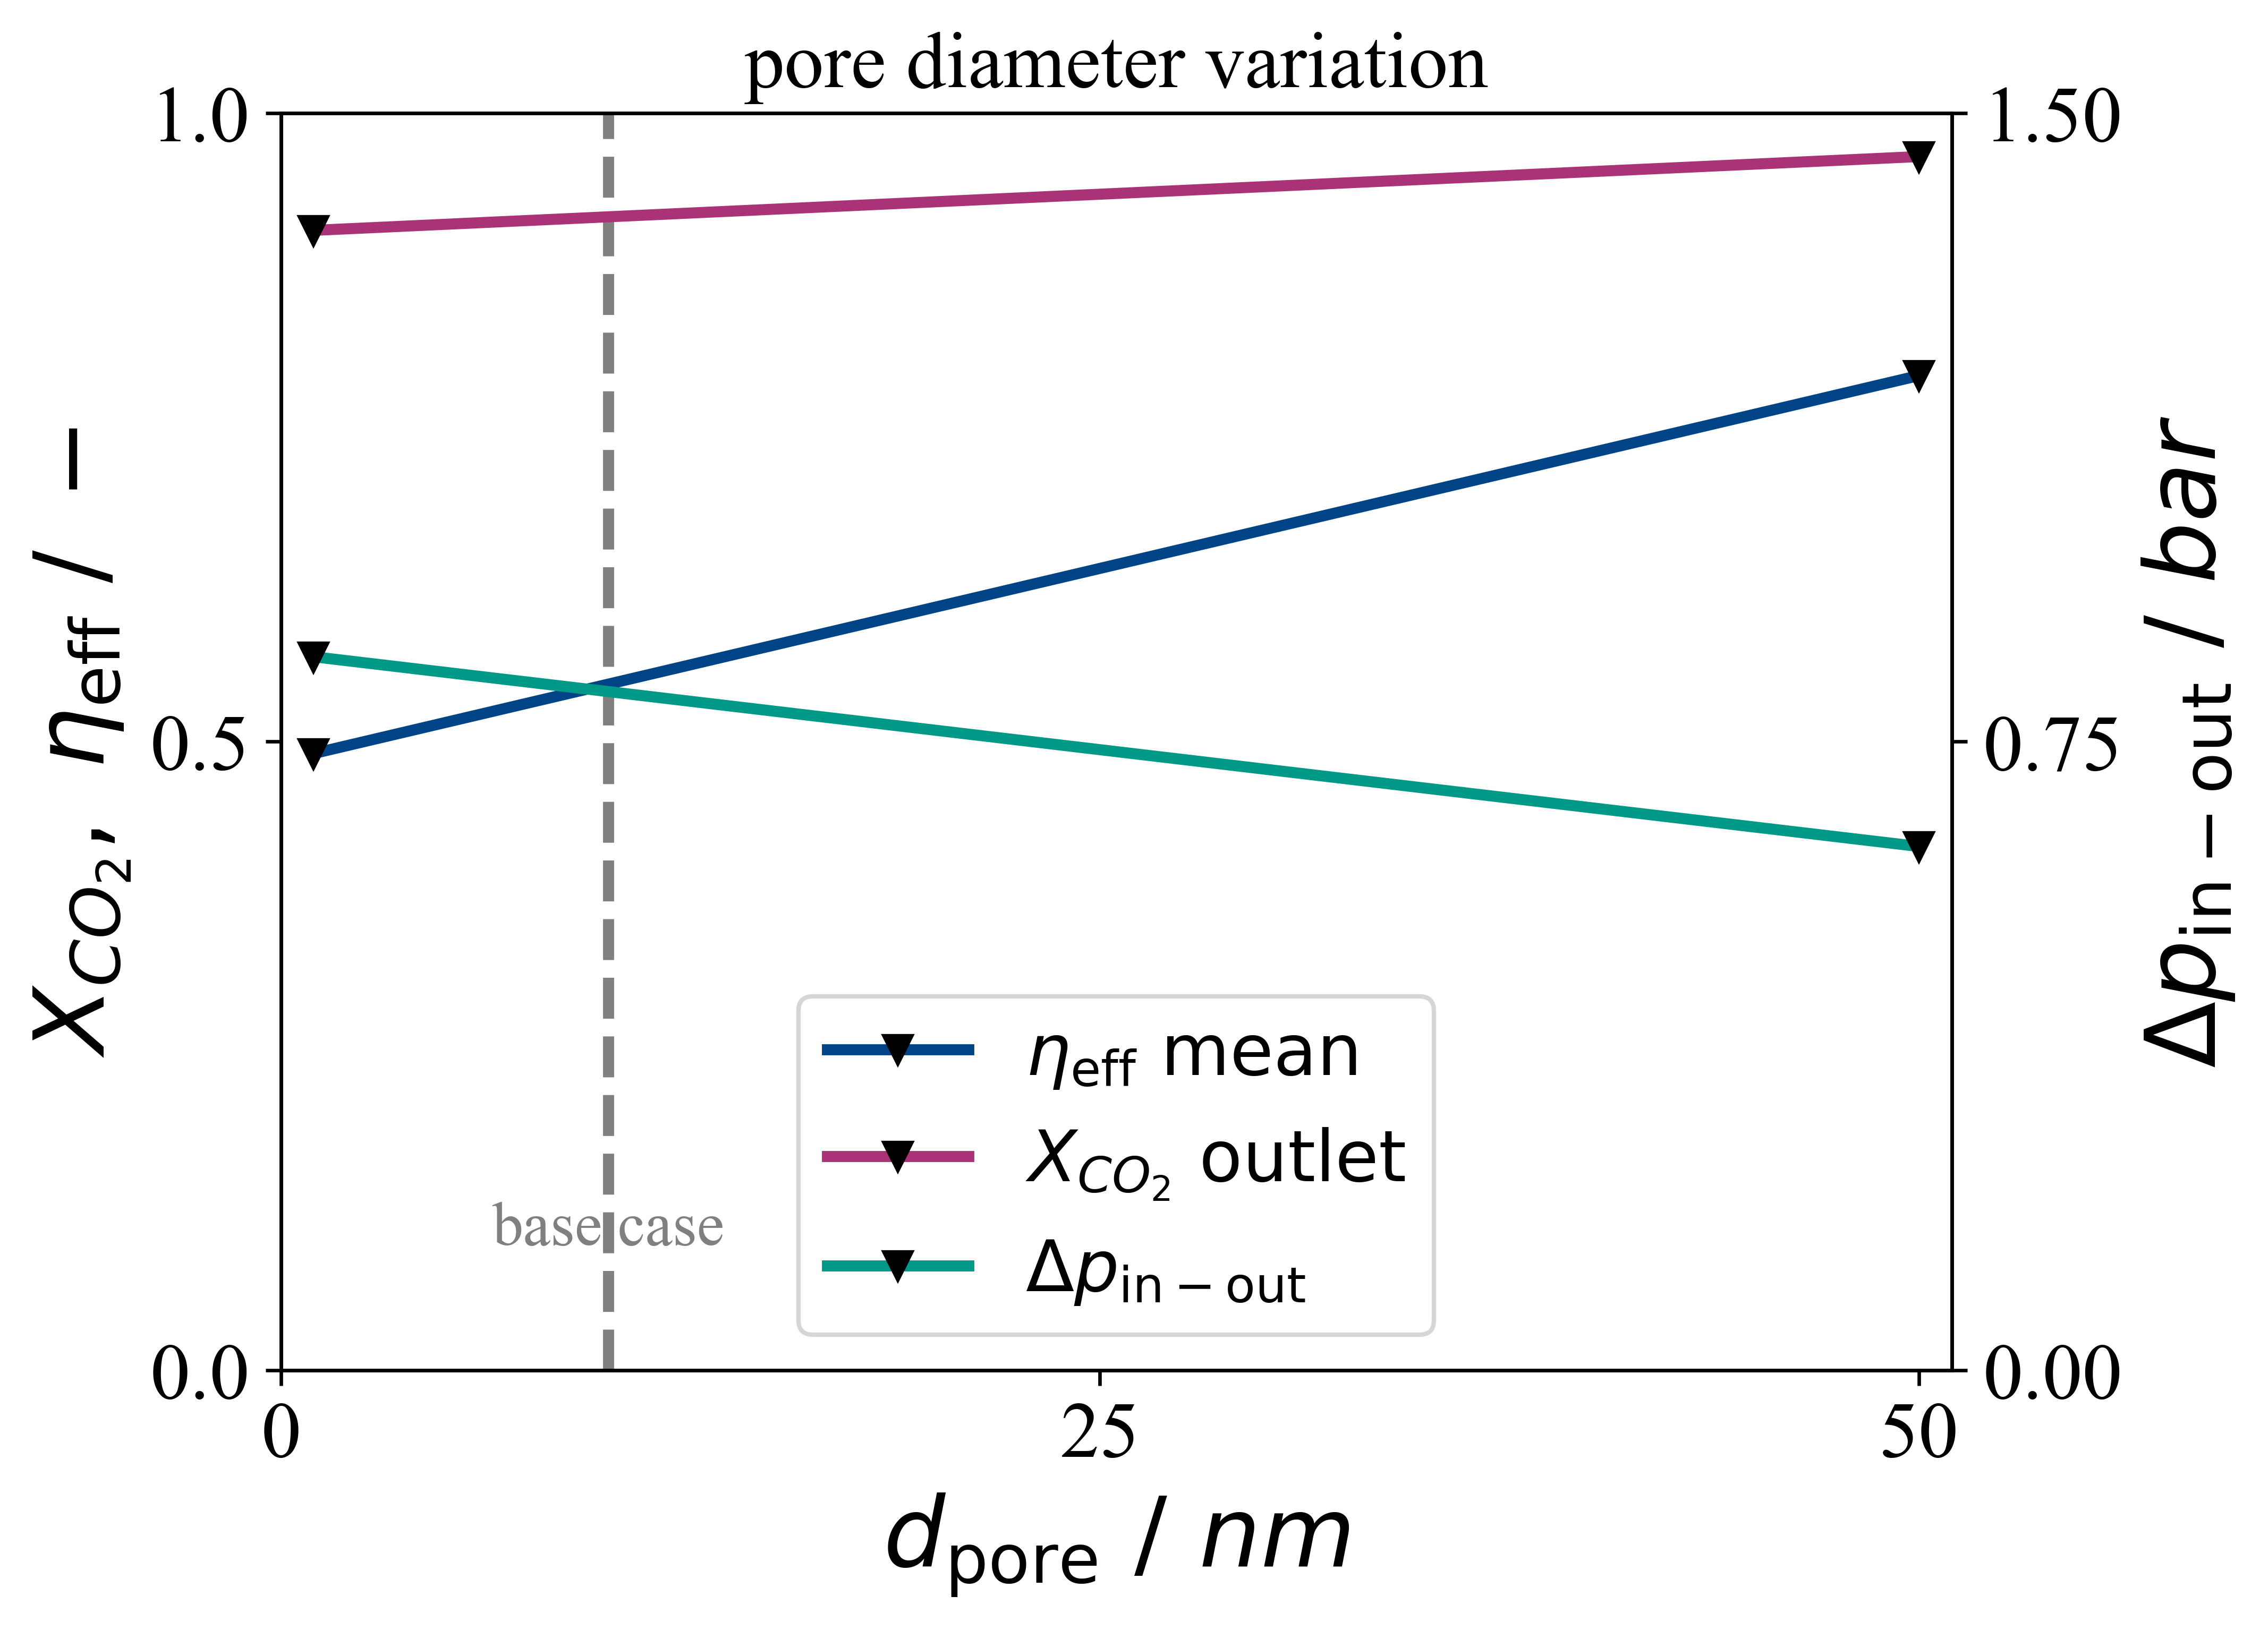 pore diameter variation
1.0
0.5
0.0
X_{CO_2}, η_eff / −
1.50
0.75
0.00
Δp_{in−out} / bar
base case
η_eff mean
X_{CO_2} outlet
Δp_{in−out}
0 25 50
d_pore / nm